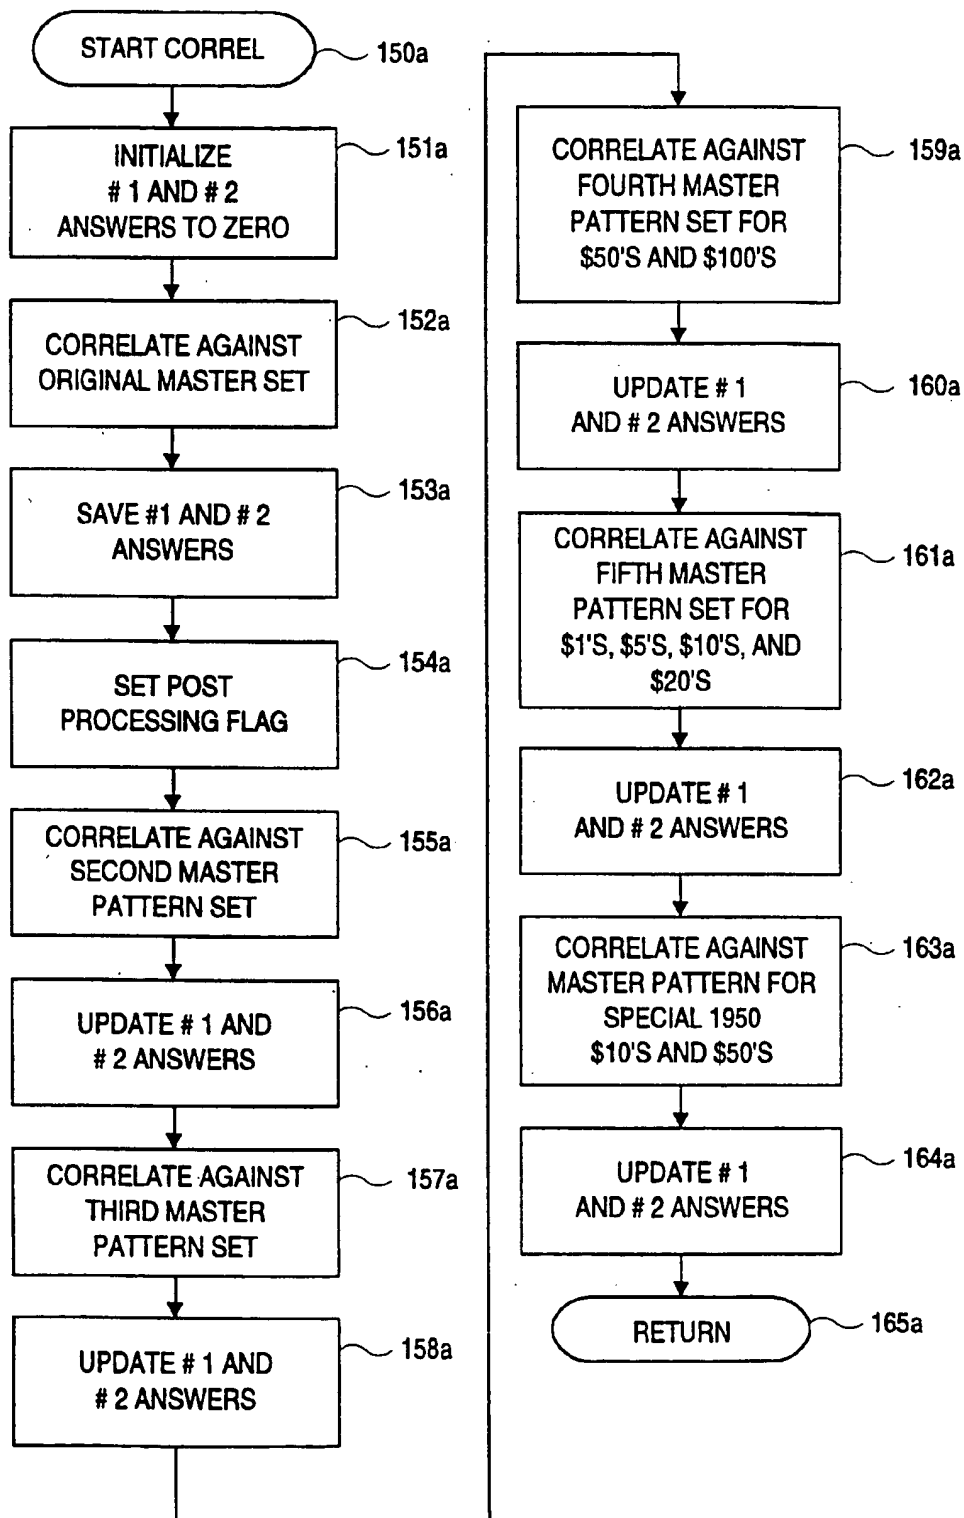 START CORREL
150a
INITIALIZE
# 1 AND # 2
ANSWERS TO ZERO
151a
CORRELATE AGAINST
ORIGINAL MASTER SET
152a
SAVE #1 AND # 2
ANSWERS
153a
SET POST
PROCESSING FLAG
154a
CORRELATE AGAINST
SECOND MASTER
PATTERN SET
155a
UPDATE # 1 AND
# 2 ANSWERS
156a
CORRELATE AGAINST
THIRD MASTER
PATTERN SET
157a
UPDATE # 1 AND
# 2 ANSWERS
158a
CORRELATE AGAINST
FOURTH MASTER
PATTERN SET FOR
$50'S AND $100'S
159a
UPDATE # 1
AND # 2 ANSWERS
160a
CORRELATE AGAINST
FIFTH MASTER
PATTERN SET FOR
$1'S, $5'S, $10'S, AND
$20'S
161a
UPDATE # 1
AND # 2 ANSWERS
162a
CORRELATE AGAINST
MASTER PATTERN FOR
SPECIAL 1950
$10'S AND $50'S
163a
UPDATE # 1
AND # 2 ANSWERS
164a
RETURN
165a